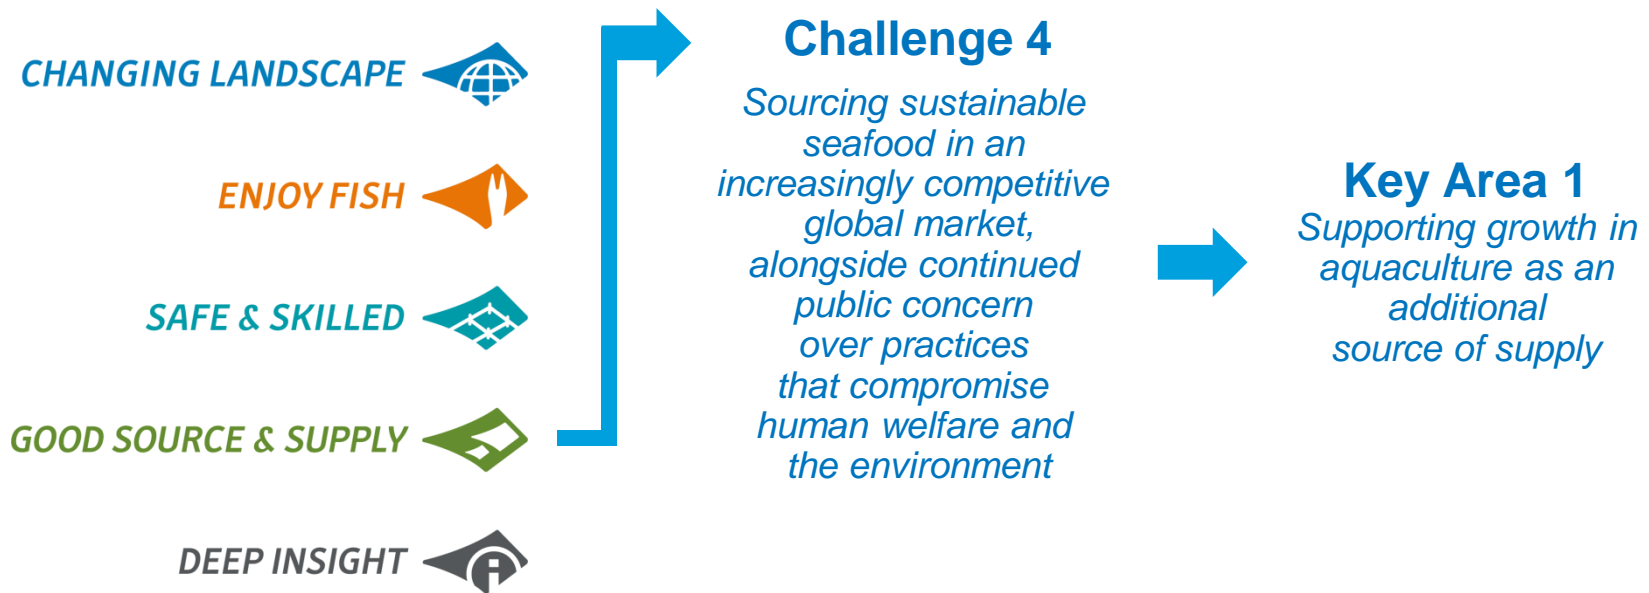 CHANGING LANDSCAPE
ENJOY FISH
SAFE & SKILLED
GOOD SOURCE & SUPPLY
DEEP INSIGHT
Challenge 4
Sourcing sustainable
seafood in an
increasingly competitive
global market,
alongside continued
public concern
over practices
that compromise
human welfare and
the environment
Key Area 1
Supporting growth in
aquaculture as an
additional
source of supply